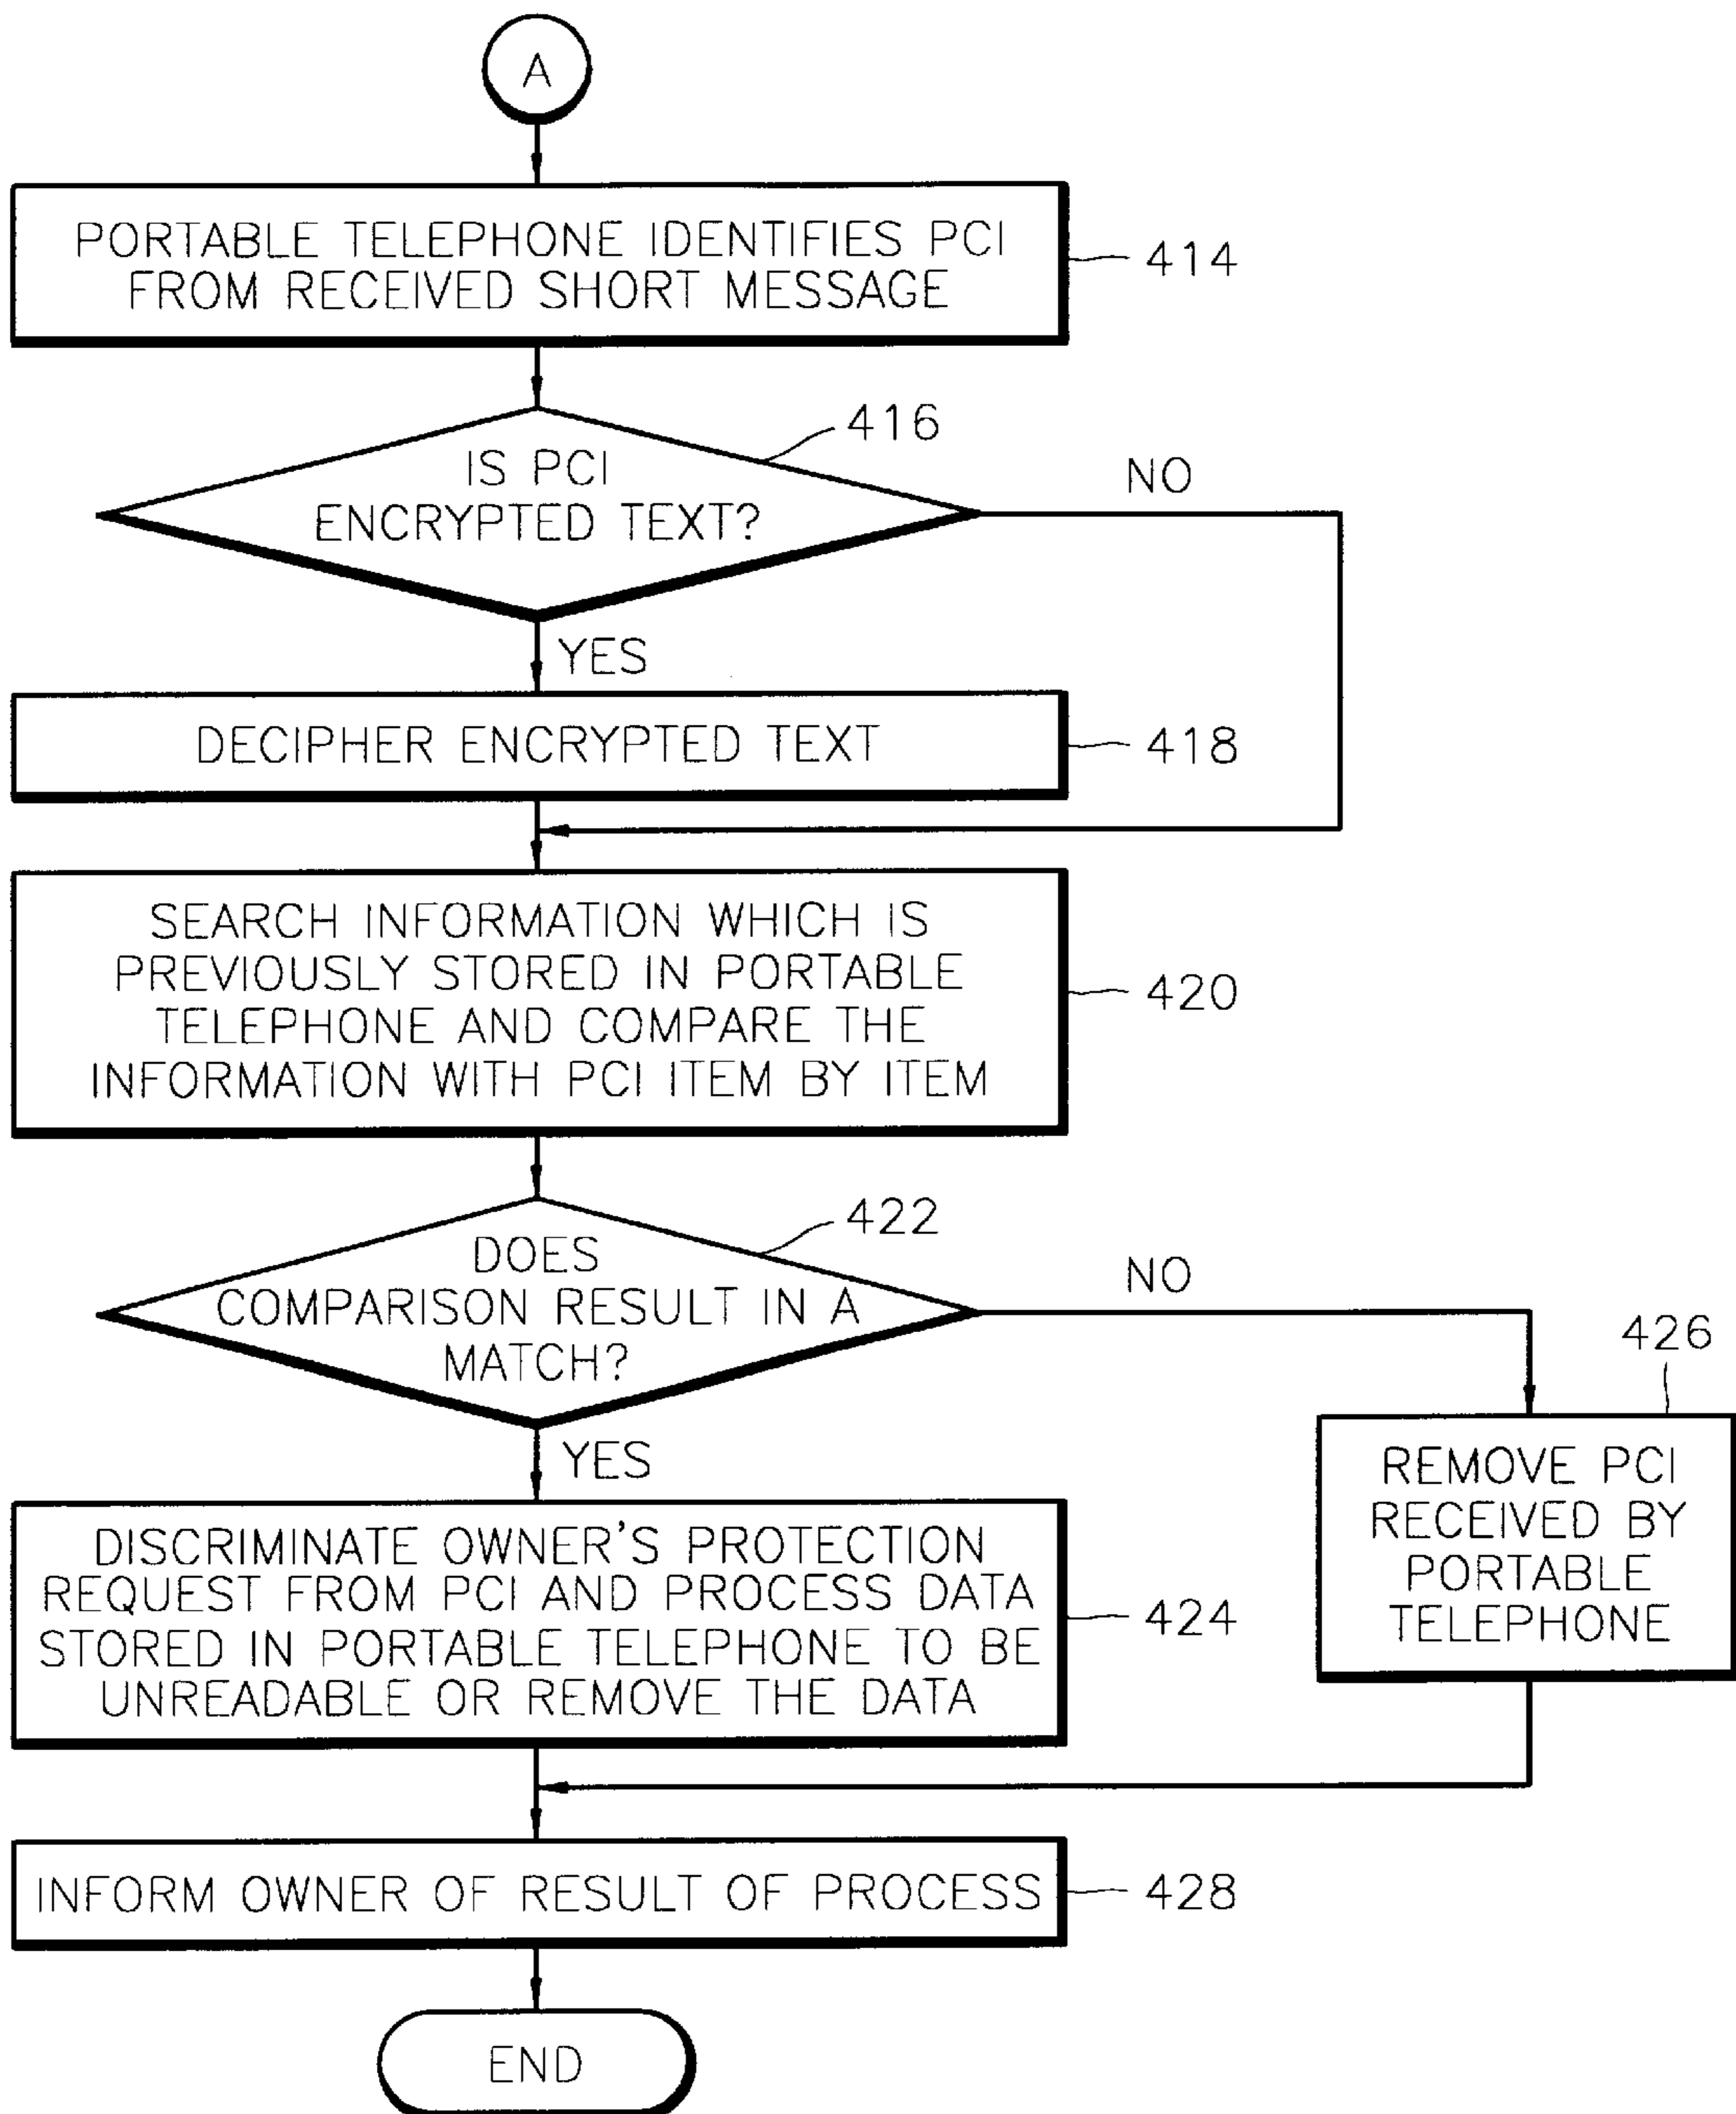 A
PORTABLE TELEPHONE IDENTIFIES PCI
FROM RECEIVED SHORT MESSAGE
414
416
IS PCI
ENCRYPTED TEXT?
NO
YES
DECIPHER ENCRYPTED TEXT
418
SEARCH INFORMATION WHICH IS
PREVIOUSLY STORED IN PORTABLE
TELEPHONE AND COMPARE THE
INFORMATION WITH PCI ITEM BY ITEM
420
422
DOES
COMPARISON RESULT IN A
MATCH?
NO
YES
426
REMOVE PCI
RECEIVED BY
PORTABLE
TELEPHONE
DISCRIMINATE OWNER'S PROTECTION
REQUEST FROM PCI AND PROCESS DATA
STORED IN PORTABLE TELEPHONE TO BE
UNREADABLE OR REMOVE THE DATA
424
INFORM OWNER OF RESULT OF PROCESS
428
END